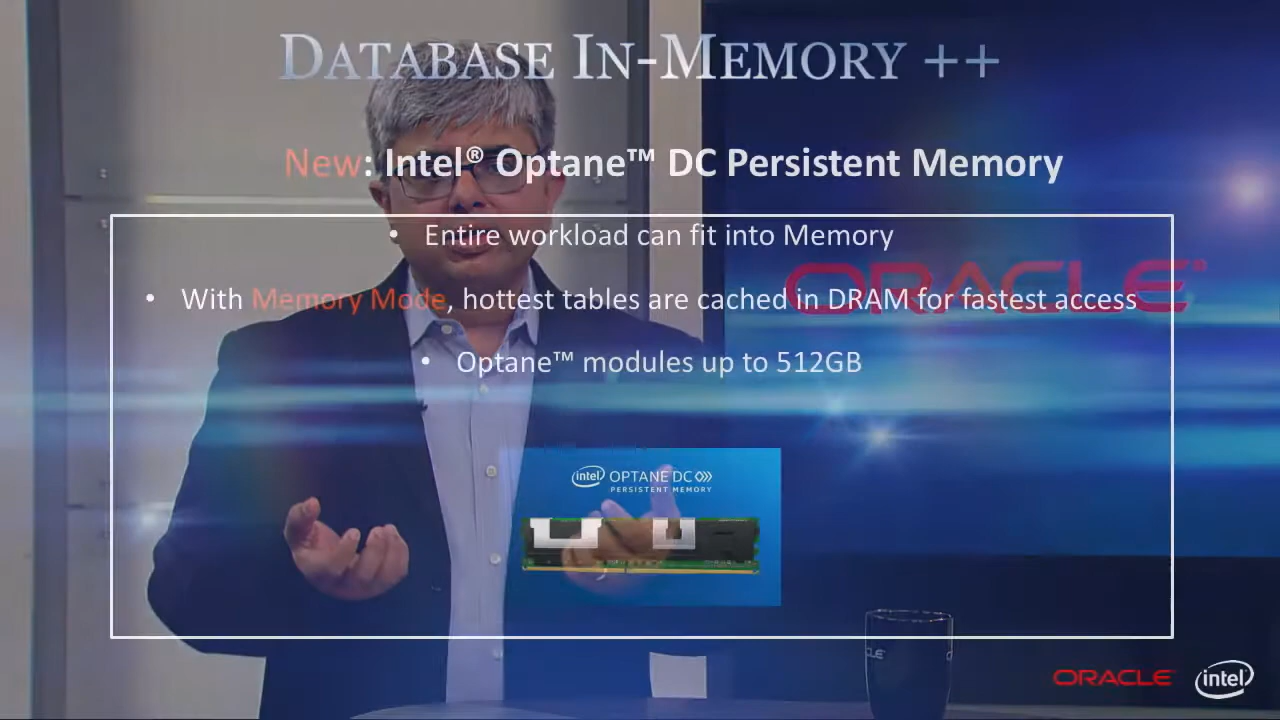 DATABASE IN-MEMORY ++
New: Intel® Optane™ DC Persistent Memory
• Entire workload can fit into Memory
ORACLE®
• With Memory Mode, hottest tables are cached in DRAM for fastest access
• Optane™ modules up to 512GB
intel OPTANE DC
PERSISTENT MEMORY
CLE
ORACLE
intel